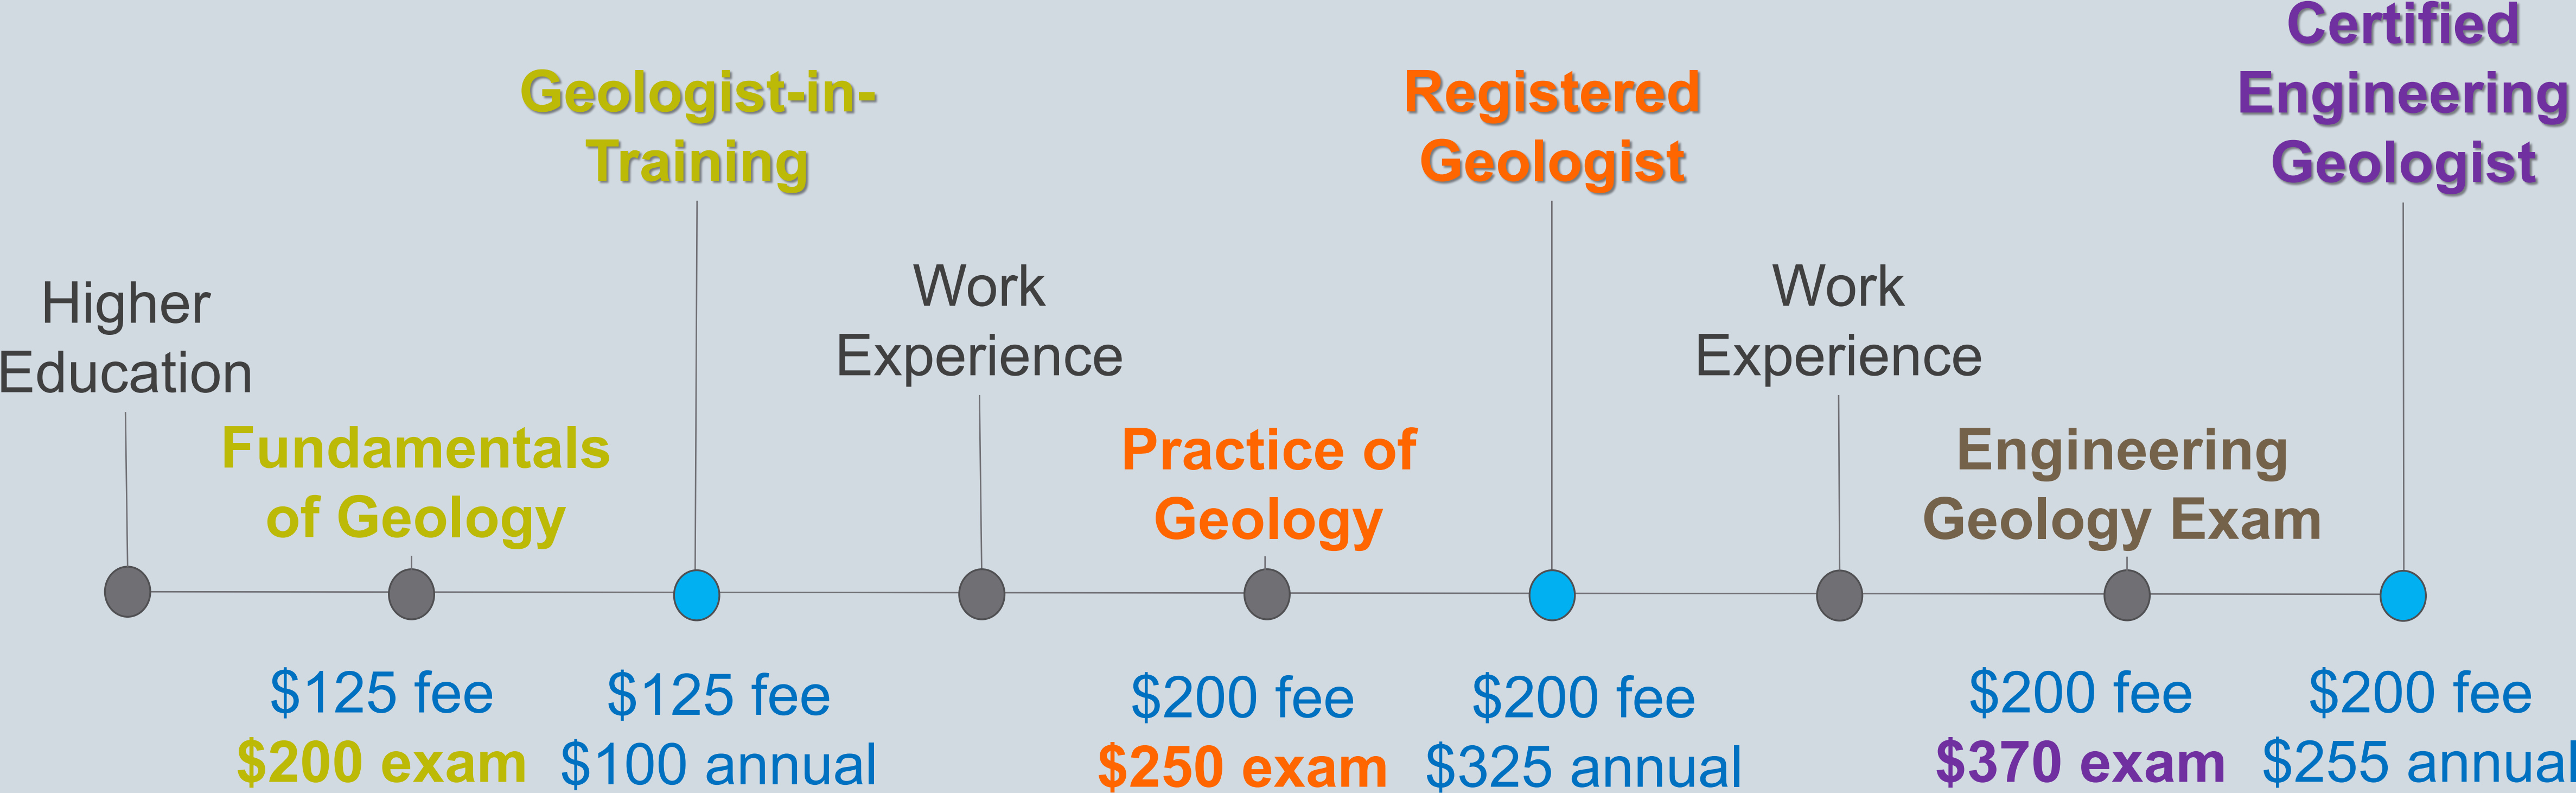 Higher
Education
Fundamentals
of Geology
$125 fee
$200 exam
Geologist-in-
Training
$125 fee
$100 annual
Work
Experience
Practice of
Geology
$200 fee
$250 exam
Registered
Geologist
$200 fee
$325 annual
Work
Experience
Engineering
Geology Exam
$200 fee
$370 exam
Certified
Engineering
Geologist
$200 fee
$255 annual